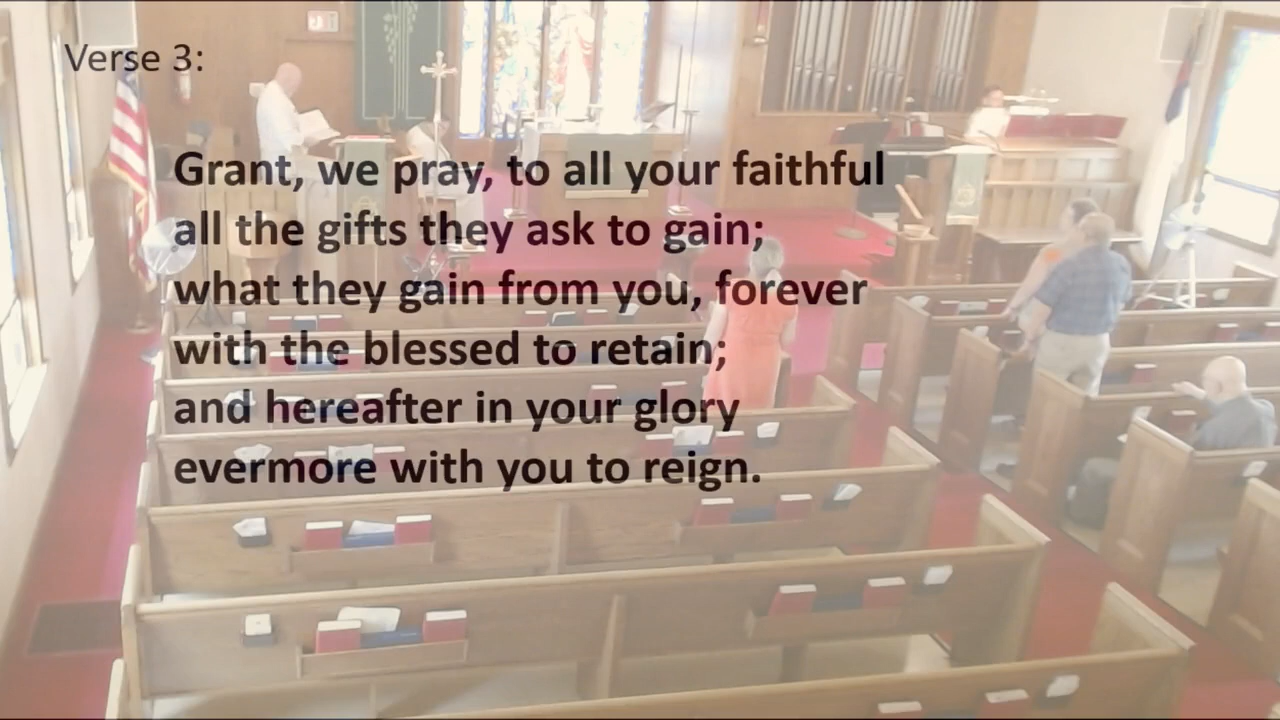 Verse 3:
Grant, we pray, to all your faithful
all the gifts they ask to gain;
what they gain from you, forever
with the blessed to retain;
and hereafter in your glory
evermore with you to reign.